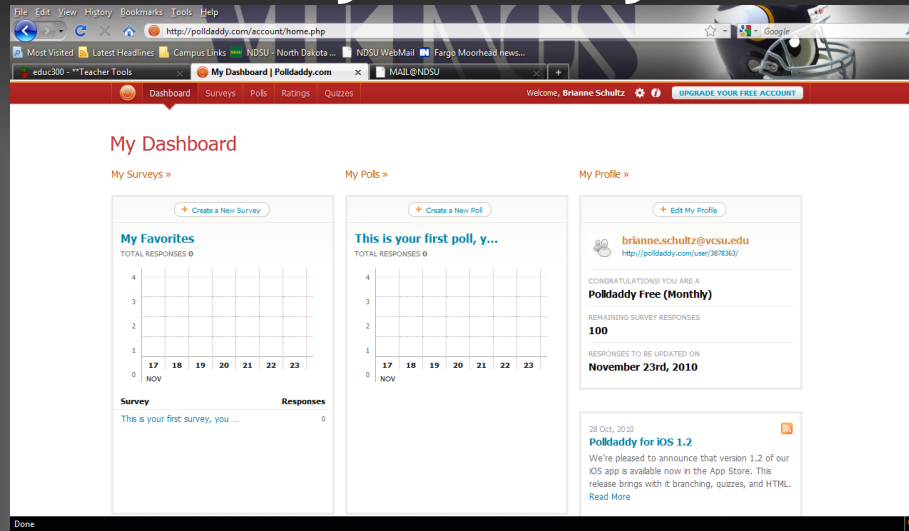 File Edit View History Bookmarks Tools Help
http://polldaddy.com/account/home.php
Google
Most Visited Latest Headlines Campus Links NDSU - North Dakota ... NDSU WebMail Fargo Moorhead news...
educ300 - **Teacher Tools
My Dashboard | Polldaddy.com
MAIL@NDSU
Dashboard Surveys Polls Ratings Quizzes
Welcome, Brianne Schultz
UPGRADE YOUR FREE ACCOUNT
My Dashboard
My Surveys »
+ Create a New Survey
My Favorites
TOTAL RESPONSES 0
4
3
2
1
0
17 18 19 20 21 22 23
NOV
Survey Responses
This is your first survey, you ... 0
My Polls »
+ Create a New Poll
This is your first poll, y...
TOTAL RESPONSES 0
4
3
2
1
0
17 18 19 20 21 22 23
NOV
My Profile »
+ Edit My Profile
brianne.schultz@vcsu.edu
http://polldaddy.com/user/3878363/
CONGRATULATIONS! YOU ARE A
Polldaddy Free (Monthly)
REMAINING SURVEY RESPONSES
100
RESPONSES TO BE UPDATED ON
November 23rd, 2010
28 Oct, 2010
Polldaddy for iOS 1.2
We're pleased to announce that version 1.2 of our
iOS app is available now in the App Store. This
release brings with it branching, quizzes, and HTML.
Read More
Done